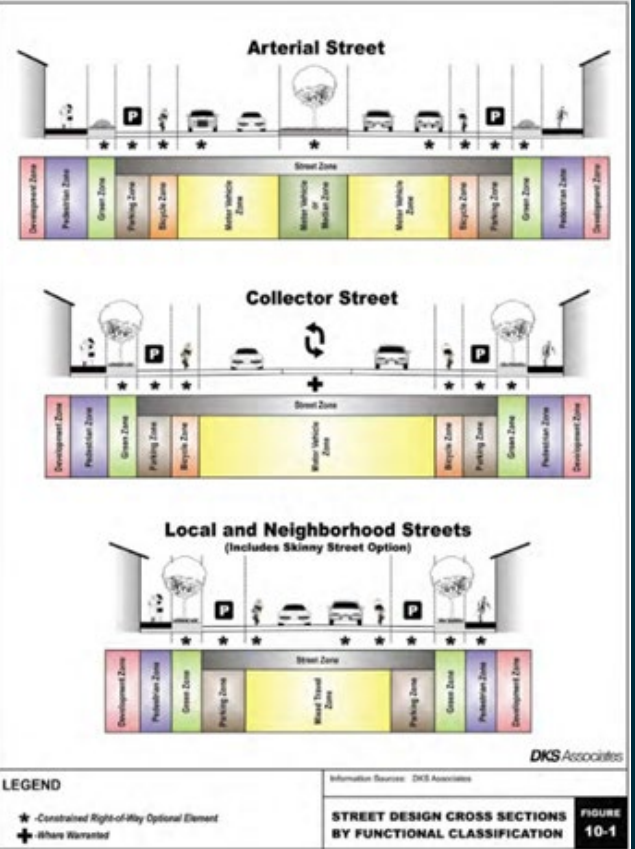 Arterial Street
P
P
★ ★ ★ ★ ★ ★ ★ ★ ★
Street Zone
Development Zone
Pedestrian Zone
Green Zone
Parking Zone
Bicycle Zone
Motor Vehicle
Zone
Motor Vehicle
or
Median Zone
Motor Vehicle
Zone
Bicycle Zone
Parking Zone
Green Zone
Pedestrian Zone
Development Zone
Collector Street
P
P
★ ★ ★ ✚ ★ ★ ★
Street Zone
Development Zone
Pedestrian Zone
Green Zone
Parking Zone
Bicycle Zone
Motor Vehicle
Zone
Bicycle Zone
Parking Zone
Green Zone
Pedestrian Zone
Development Zone
Local and Neighborhood Streets
(Includes Skinny Street Option)
P
P
★ ★ ★ ★ ★ ★ ★ ★
Street Zone
Development Zone
Pedestrian Zone
Green Zone
Parking Zone
Mixed Travel
Zone
Parking Zone
Green Zone
Pedestrian Zone
Development Zone
DKS Associates
LEGEND
★ -Constrained Right-of-Way Optional Element
✚ -Where Warranted
Information Sources: DKS Associates
STREET DESIGN CROSS SECTIONS
BY FUNCTIONAL CLASSIFICATION
FIGURE
10-1